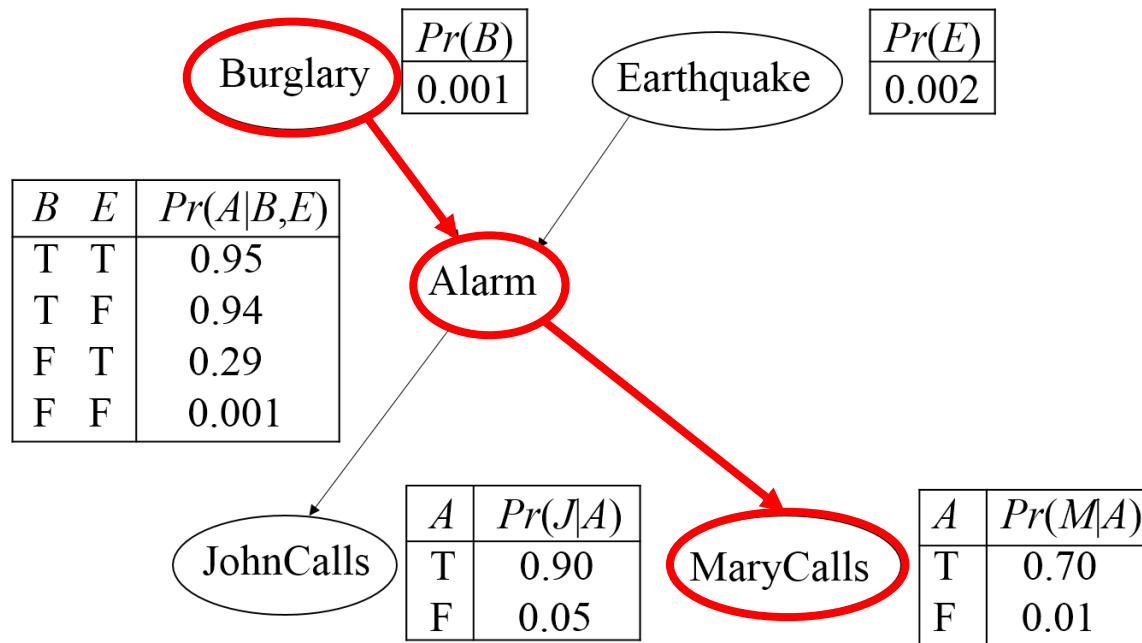 Burglary
Pr(B)
0.001
Earthquake
Pr(E)
0.002
B E Pr(A|B,E)
T T 0.95
T F 0.94
F T 0.29
F F 0.001
Alarm
JohnCalls
A Pr(J|A)
T 0.90
F 0.05
MaryCalls
A Pr(M|A)
T 0.70
F 0.01